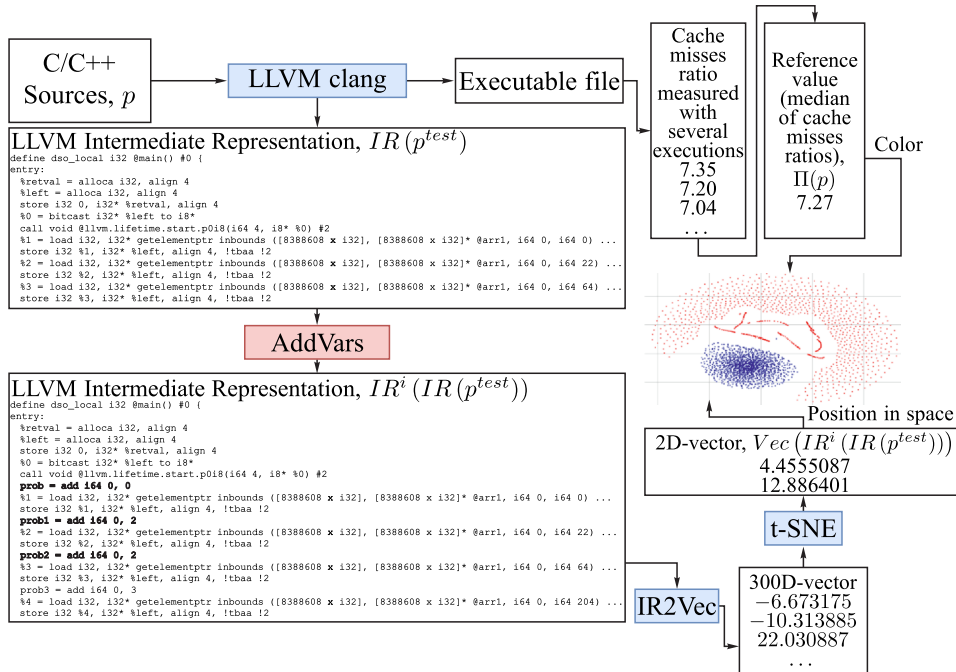 C/C++
Sources, p
LLVM clang
Executable file
Cache
misses
ratio
measured
with
several
executions
7.35
7.20
7.04
...
Reference
value
(median
of cache
misses
ratios),
Π(p)
7.27
Color
LLVM Intermediate Representation, IR (p^{test})
define dso_local i32 @main() #0 {
entry:
%retval = alloca i32, align 4
%left = alloca i32, align 4
store i32 0, i32* %retval, align 4
%0 = bitcast i32* %left to i8*
call void @llvm.lifetime.start.p0i8(i64 4, i8* %0) #2
%1 = load i32, i32* getelementptr inbounds ([8388608 x i32], [8388608 x i32]* @arr1, i64 0, i64 0) ...
store i32 %1, i32* %left, align 4, !tbaa !2
%2 = load i32, i32* getelementptr inbounds ([8388608 x i32], [8388608 x i32]* @arr1, i64 0, i64 22) ...
store i32 %2, i32* %left, align 4, !tbaa !2
%3 = load i32, i32* getelementptr inbounds ([8388608 x i32], [8388608 x i32]* @arr1, i64 0, i64 64) ...
store i32 %3, i32* %left, align 4, !tbaa !2
AddVars
LLVM Intermediate Representation, IR^i (IR (p^{test}))
define dso_local i32 @main() #0 {
entry:
%retval = alloca i32, align 4
%left = alloca i32, align 4
store i32 0, i32* %retval, align 4
%0 = bitcast i32* %left to i8*
call void @llvm.lifetime.start.p0i8(i64 4, i8* %0) #2
prob = add i64 0, 0
%1 = load i32, i32* getelementptr inbounds ([8388608 x i32], [8388608 x i32]* @arr1, i64 0, i64 0) ...
store i32 %1, i32* %left, align 4, !tbaa !2
prob1 = add i64 0, 2
%2 = load i32, i32* getelementptr inbounds ([8388608 x i32], [8388608 x i32]* @arr1, i64 0, i64 22) ...
store i32 %2, i32* %left, align 4, !tbaa !2
prob2 = add i64 0, 2
%3 = load i32, i32* getelementptr inbounds ([8388608 x i32], [8388608 x i32]* @arr1, i64 0, i64 64) ...
store i32 %3, i32* %left, align 4, !tbaa !2
prob3 = add i64 0, 3
%4 = load i32, i32* getelementptr inbounds ([8388608 x i32], [8388608 x i32]* @arr1, i64 0, i64 204) ...
store i32 %4, i32* %left, align 4, !tbaa !2
IR2Vec
300D-vector
−6.673175
−10.313885
22.030887
...
t-SNE
2D-vector, Vec (IR^i (IR (p^{test})))
4.4555087
12.886401
Position in space